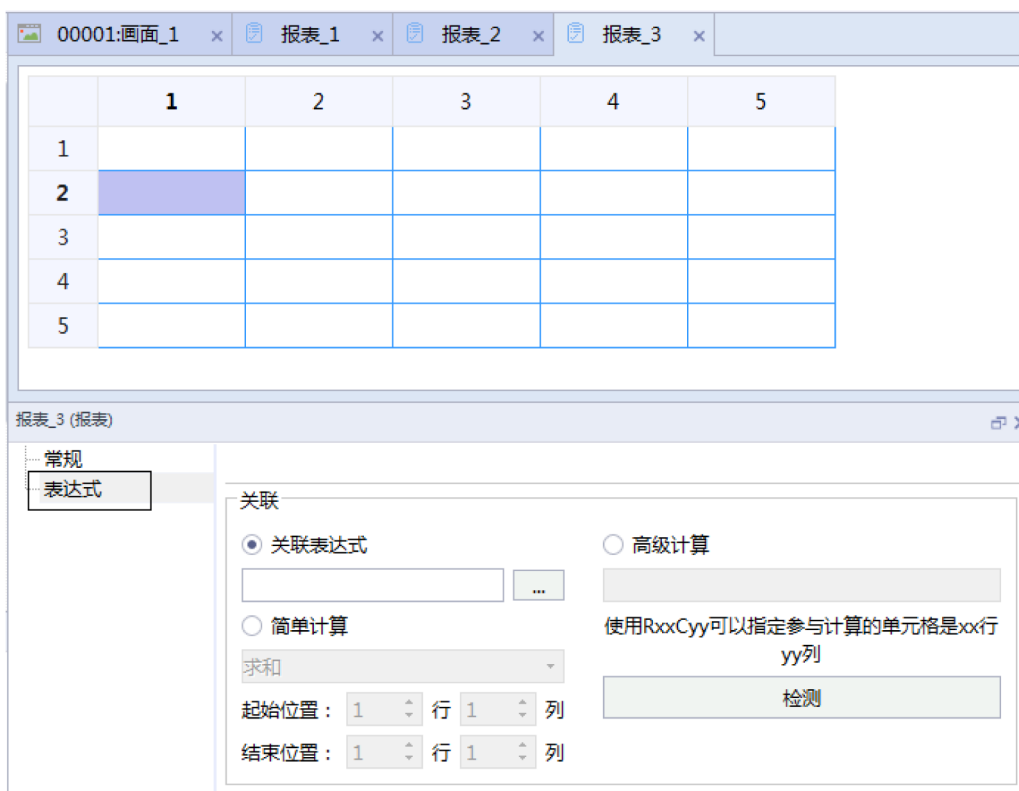 00001:画面_1 × 报表_1 × 报表_2 × 报表_3 ×
1 2 3 4 5
1
2
3
4
5
报表_3 (报表)
常规
表达式
关联
关联表达式
高级计算
...
简单计算
使用RxxCyy可以指定参与计算的单元格是xx行
yy列
求和
检测
起始位置： 1 行 1 列
结束位置： 1 行 1 列